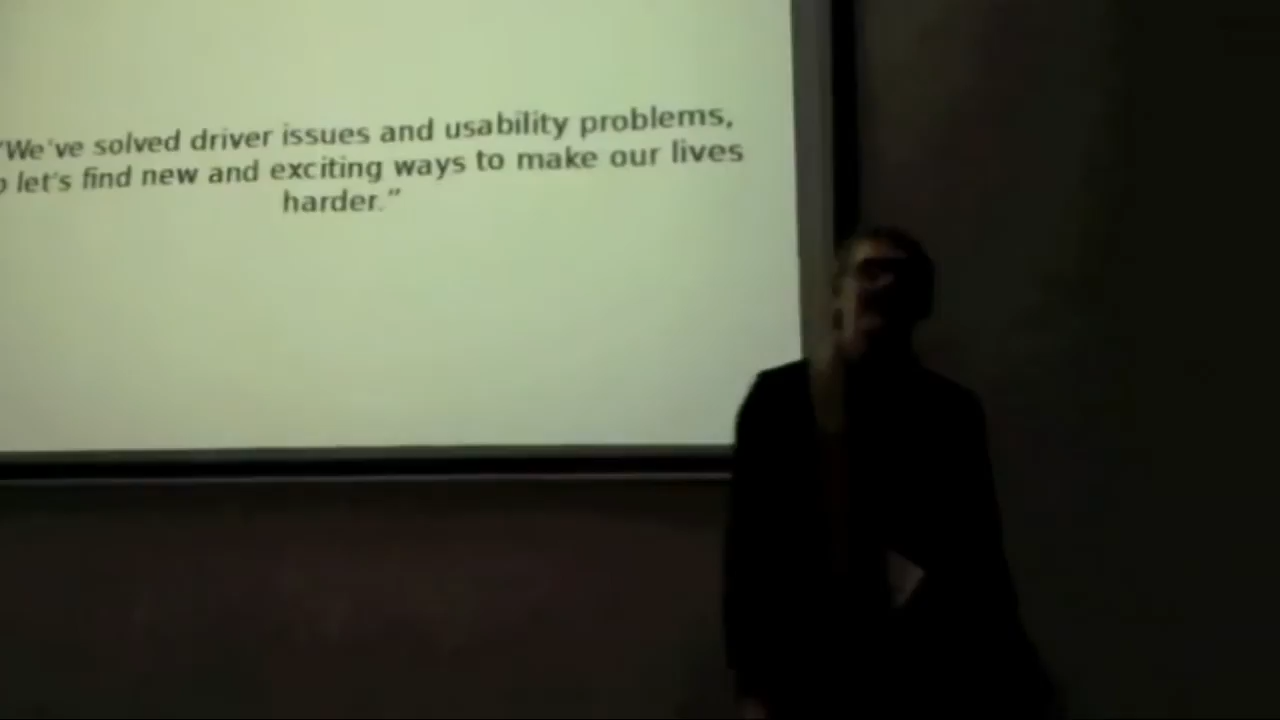 "We've solved driver issues and usability problems,
let's find new and exciting ways to make our lives
harder."